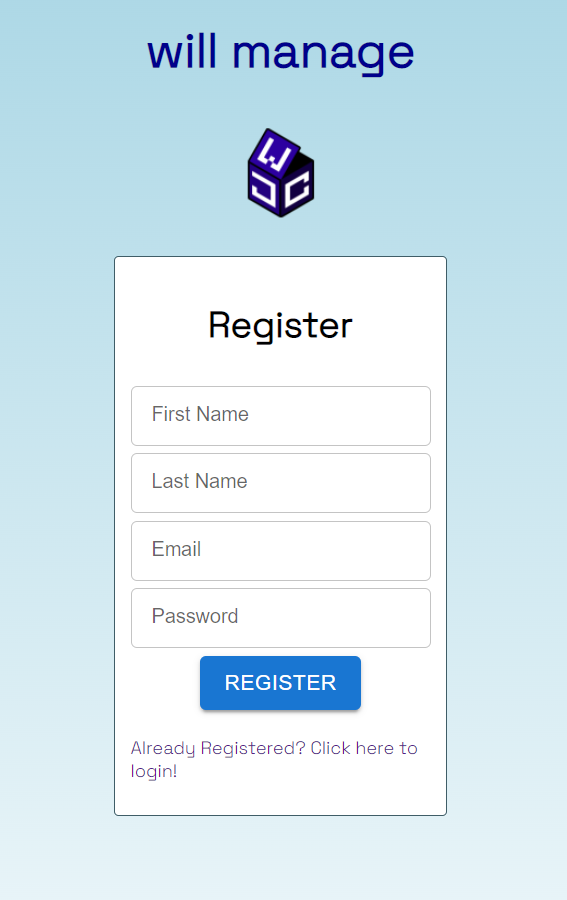 will manage
W
J C
Register
First Name
Last Name
Email
Password
REGISTER
Already Registered? Click here to
login!